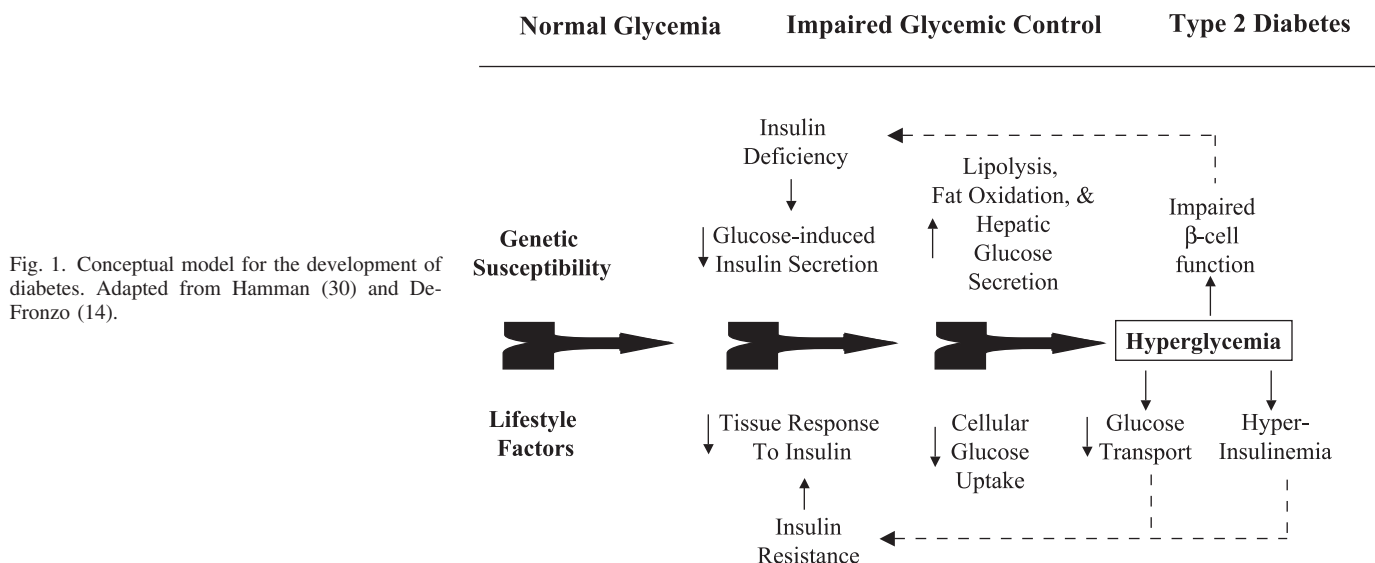 Normal Glycemia Impaired Glycemic Control Type 2 Diabetes
Insulin
Deficiency
Lipolysis,
Fat Oxidation, &
Hepatic
Glucose
Secretion
Impaired
β-cell
function
Genetic
Susceptibility
Glucose-induced
Insulin Secretion
Fig. 1. Conceptual model for the development of
diabetes. Adapted from Hamman (30) and De-
Fronzo (14).
Hyperglycemia
Lifestyle
Factors
Tissue Response
To Insulin
Cellular
Glucose
Uptake
Glucose
Transport
Hyper-
Insulinemia
Insulin
Resistance